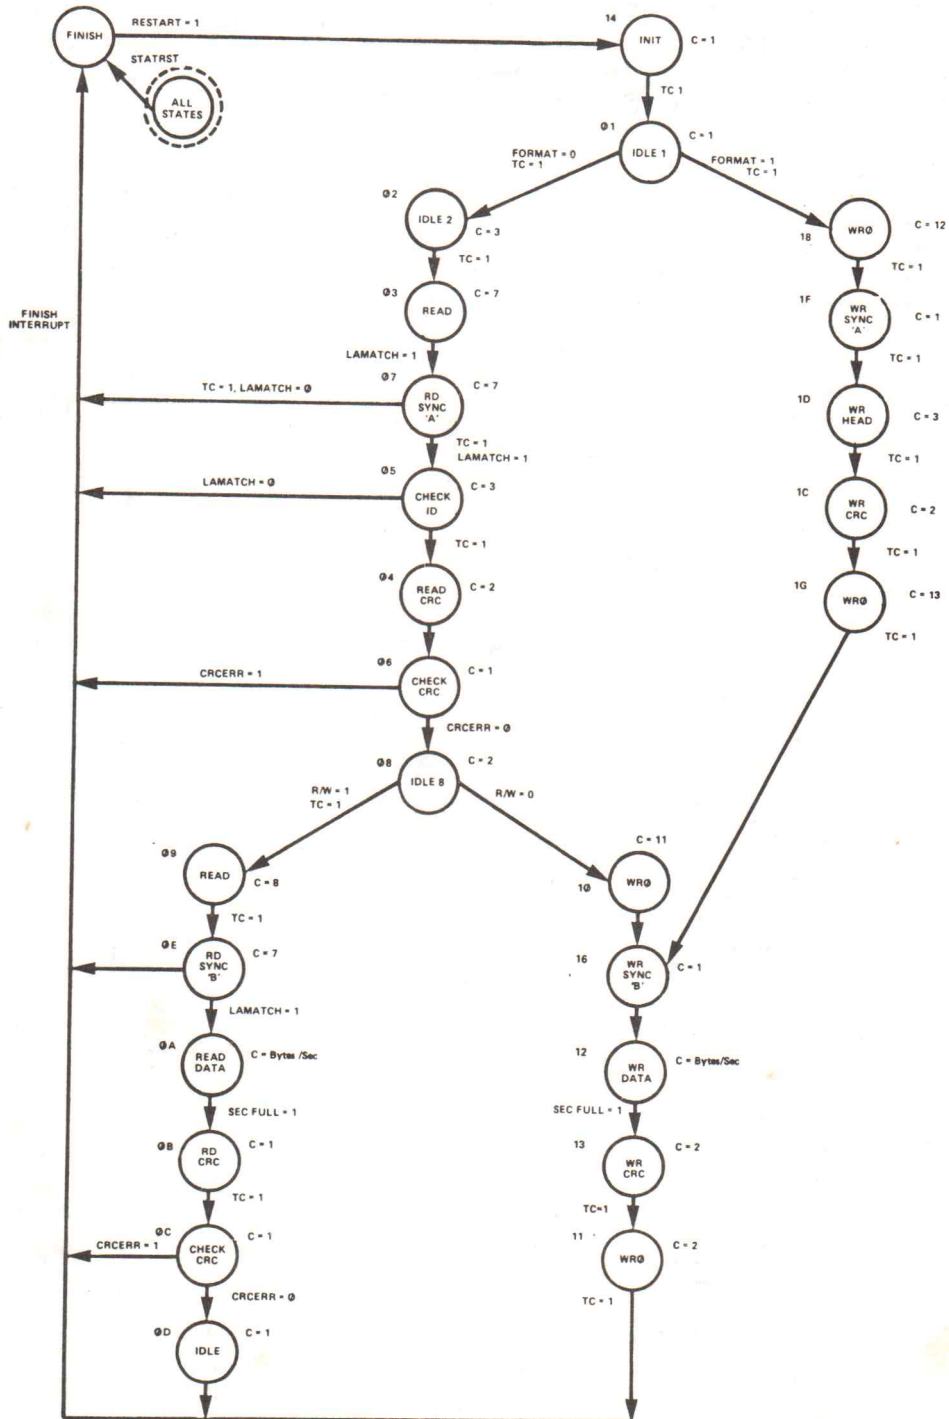 RESTART = 1
14
FINISH
INIT
C = 1
STATRST
ALL
STATES
TC 1
Ø1
C = 1
IDLE 1
FORMAT = 0
TC = 1
FORMAT = 1
TC = 1
Ø2
IDLE 2
C = 3
TC = 1
18
WRØ
C = 12
TC = 1
Ø3
READ
C = 7
1F
WR
SYNC
'A'
C = 1
TC = 1
FINISH
INTERRUPT
LAMATCH = 1
Ø7
RD
SYNC
'A'
C = 7
TC = 1, LAMATCH = Ø
TC = 1
LAMATCH = 1
1D
WR
HEAD
C = 3
TC = 1
Ø5
CHECK
ID
C = 3
LAMATCH = Ø
TC = 1
1C
WR
CRC
C = 2
TC = 1
Ø4
READ
CRC
C = 2
1G
WRØ
C = 13
TC = 1
Ø6
CHECK
CRC
C = 1
CRCERR = 1
CRCERR = Ø
Ø8
IDLE 8
C = 2
R/W = 1
TC = 1
R/W = 0
Ø9
READ
C = 8
TC = 1
C = 11
1Ø
WRØ
ØE
RD
SYNC
'B'
C = 7
LAMATCH = 1
16
WR
SYNC
'B'
C = 1
ØA
READ
DATA
C = Bytes/Sec
SEC FULL = 1
12
WR
DATA
C = Bytes/Sec
SEC FULL = 1
ØB
RD
CRC
C = 1
TC = 1
13
WR
CRC
C = 2
TC=1
ØC
CHECK
CRC
C = 1
CRCERR = 1
CRCERR = Ø
11
WRØ
C = 2
TC = 1
ØD
IDLE
C = 1